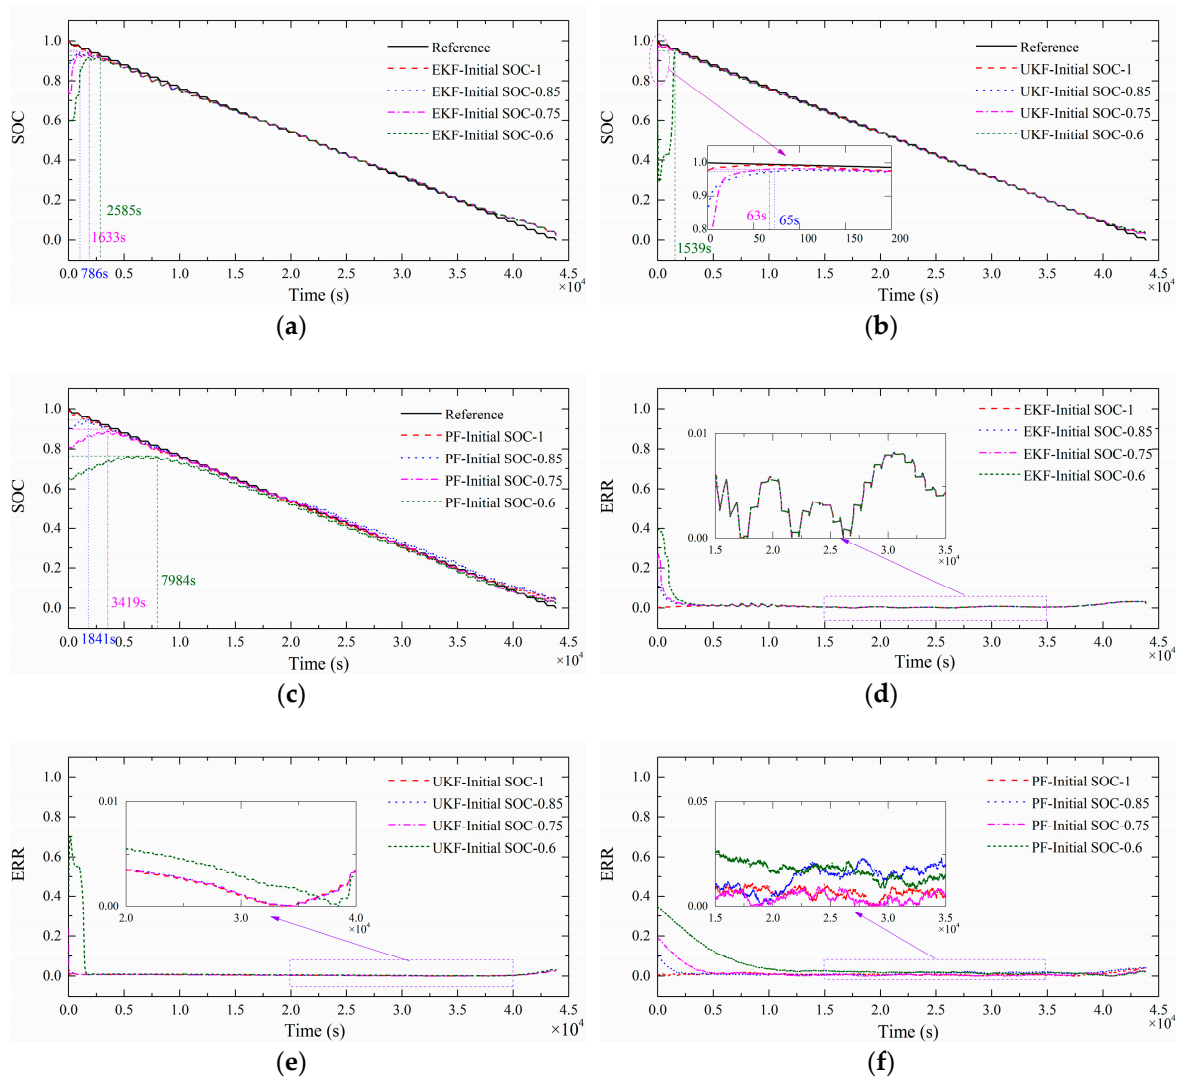 1.0
0.8
0.6
0.4
0.2
0.0
SOC
Reference
EKF-Initial SOC-1
EKF-Initial SOC-0.85
EKF-Initial SOC-0.75
EKF-Initial SOC-0.6
2585s
1633s
786s
0.0 0.5 1.0 1.5 2.0 2.5 3.0 3.5 4.0 4.5
×10⁴
Time (s)
(a)
1.0
0.8
0.6
0.4
0.2
0.0
SOC
Reference
UKF-Initial SOC-1
UKF-Initial SOC-0.85
UKF-Initial SOC-0.75
UKF-Initial SOC-0.6
1.0
0.9
0.8
63s
65s
0 50 100 150 200
1539s
0.0 0.5 1.0 1.5 2.0 2.5 3.0 3.5 4.0 4.5
×10⁴
Time (s)
(b)
1.0
0.8
0.6
0.4
0.2
0.0
SOC
Reference
PF-Initial SOC-1
PF-Initial SOC-0.85
PF-Initial SOC-0.75
PF-Initial SOC-0.6
7984s
3419s
1841s
0.0 0.5 1.0 1.5 2.0 2.5 3.0 3.5 4.0 4.5
×10⁴
Time (s)
(c)
1.0
0.8
0.6
0.4
0.2
0.0
ERR
EKF-Initial SOC-1
EKF-Initial SOC-0.85
EKF-Initial SOC-0.75
EKF-Initial SOC-0.6
0.01
0.00
1.5 2.0 2.5 3.0 3.5
×10⁴
0.0 0.5 1.0 1.5 2.0 2.5 3.0 3.5 4.0 4.5
×10⁴
Time (s)
(d)
1.0
0.8
0.6
0.4
0.2
0.0
ERR
UKF-Initial SOC-1
UKF-Initial SOC-0.85
UKF-Initial SOC-0.75
UKF-Initial SOC-0.6
0.01
0.00
2.0 3.0 4.0
×10⁴
0.0 0.5 1.0 1.5 2.0 2.5 3.0 3.5 4.0 4.5
×10⁴
Time (s)
(e)
1.0
0.8
0.6
0.4
0.2
0.0
ERR
PF-Initial SOC-1
PF-Initial SOC-0.85
PF-Initial SOC-0.75
PF-Initial SOC-0.6
0.05
0.00
1.5 2.0 2.5 3.0 3.5
×10⁴
0.0 0.5 1.0 1.5 2.0 2.5 3.0 3.5 4.0 4.5
×10⁴
Time (s)
(f)